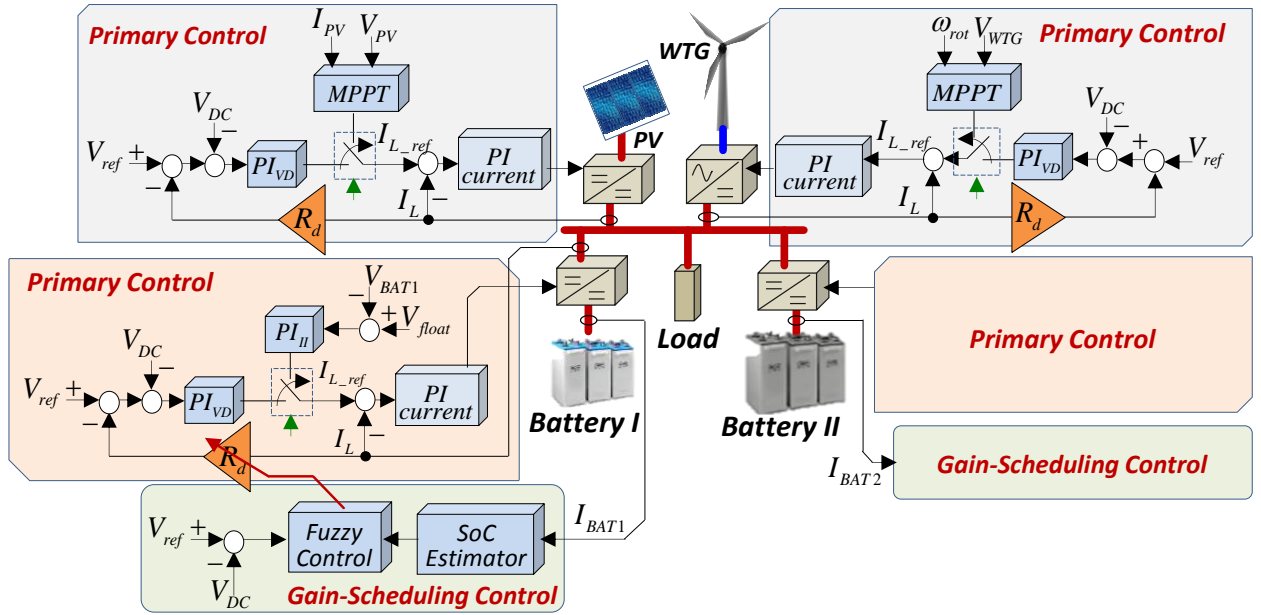 Primary Control
I_PV V_PV
MPPT
V_DC
−
V_ref +
−
PI_VD
I_L_ref
PI
current
I_L −
R_d
PV
WTG
Primary Control
ω_rot V_WTG
MPPT
V_DC
−
+
V_ref
−
PI_VD
I_L_ref
PI
current
I_L −
R_d
Primary Control
V_BAT1
−
+
V_float
PI_II
V_DC
−
V_ref +
−
PI_VD
I_L_ref
PI
current
I_L −
R_d
Battery I
Load
Battery II
Primary Control
Gain-Scheduling Control
I_BAT2
I_BAT1
V_ref +
−
V_DC
Fuzzy
Control
SoC
Estimator
Gain-Scheduling Control